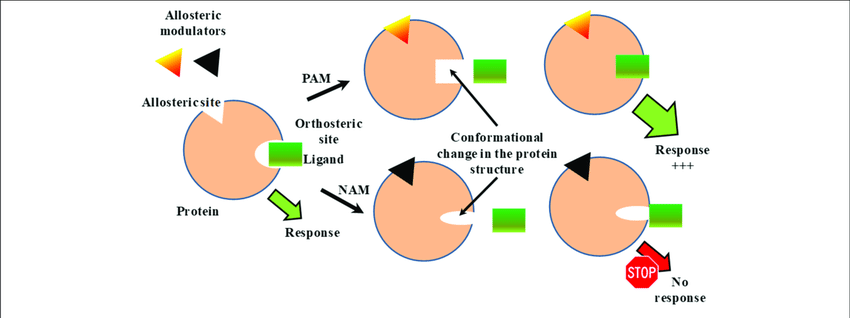 Allosteric
modulators
Allosteric site
PAM
Orthosteric
site
Ligand
NAM
Protein
Response
Conformational
change in the protein
structure
Response
+++
STOP
No
response